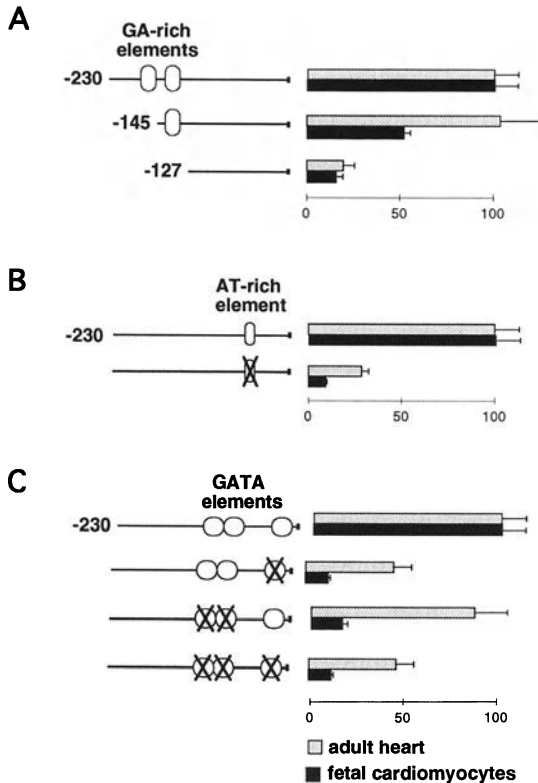 A
GA-rich
elements
-230
-145
-127
0 50 100
B
AT-rich
element
-230
0 50 100
C
GATA
elements
-230
0 50 100
adult heart
fetal cardiomyocytes